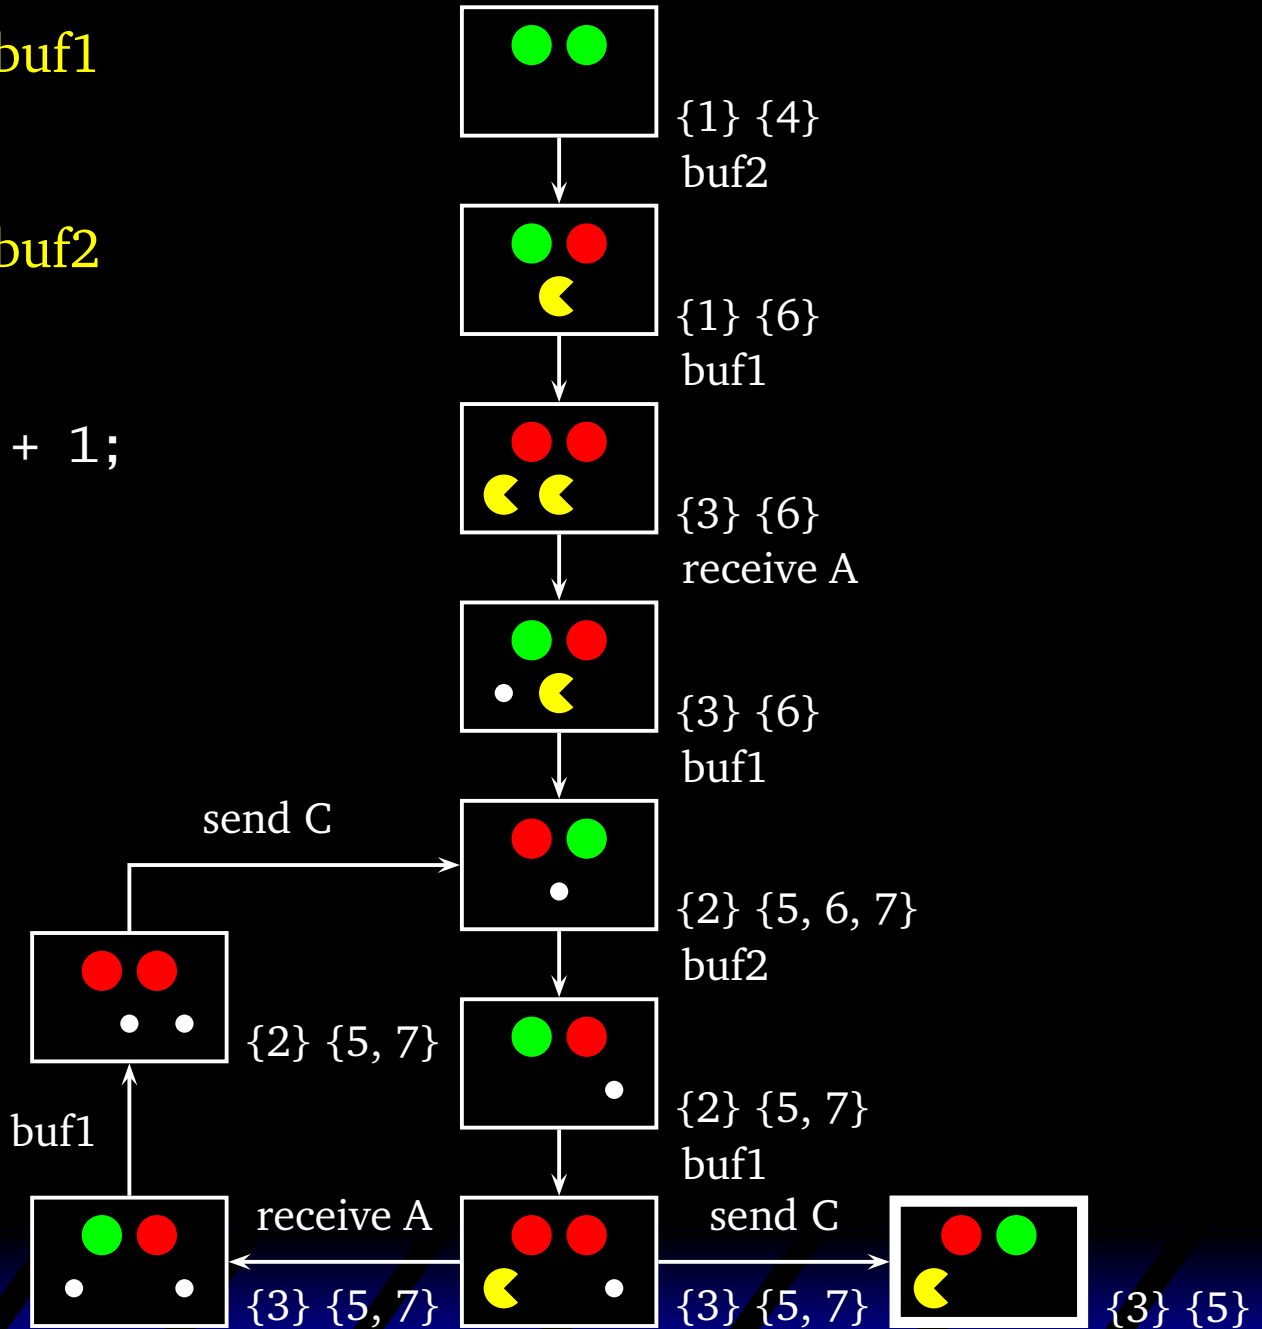 buf1
{1} {4}
buf2
buf2
{1} {6}
buf1
+ 1;
{3} {6}
receive A
{3} {6}
buf1
send C
{2} {5, 6, 7}
buf2
{2} {5, 7}
{2} {5, 7}
buf1
buf1
receive A
send C
{3} {5, 7}
{3} {5, 7}
{3} {5}